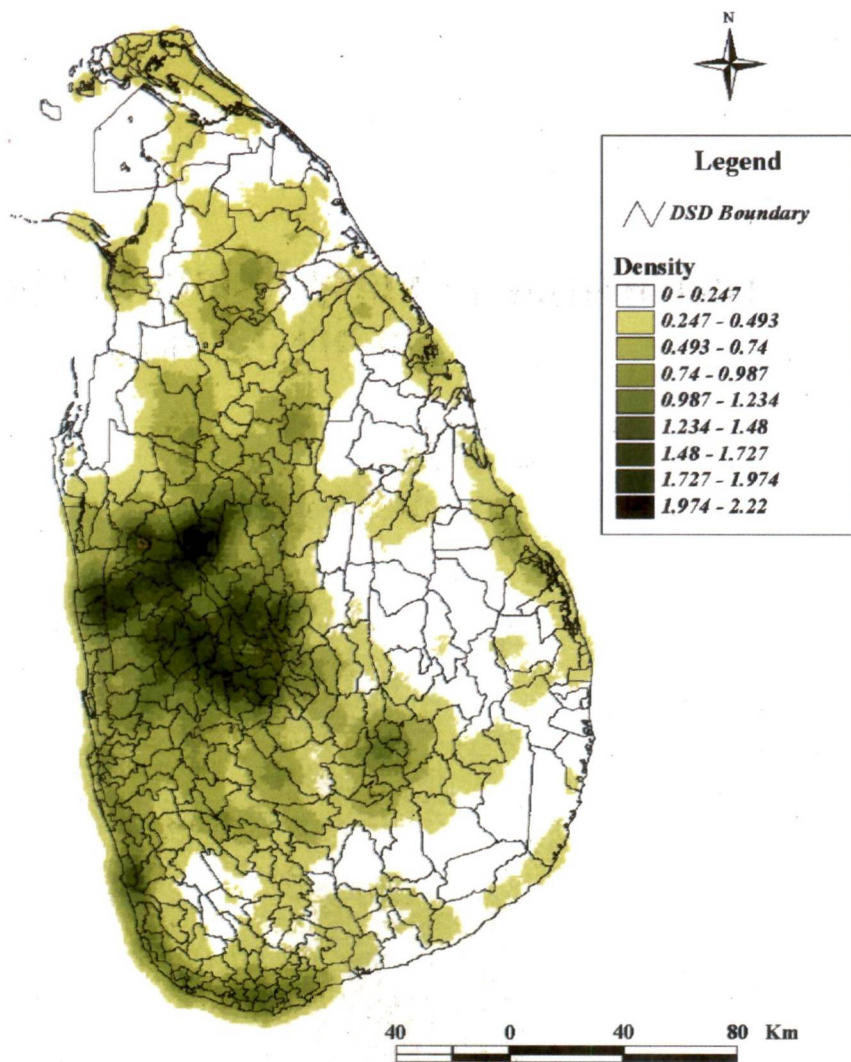 N
Legend
DSD Boundary
Density
0 - 0.247
0.247 - 0.493
0.493 - 0.74
0.74 - 0.987
0.987 - 1.234
1.234 - 1.48
1.48 - 1.727
1.727 - 1.974
1.974 - 2.22
40 0 40 80 Km